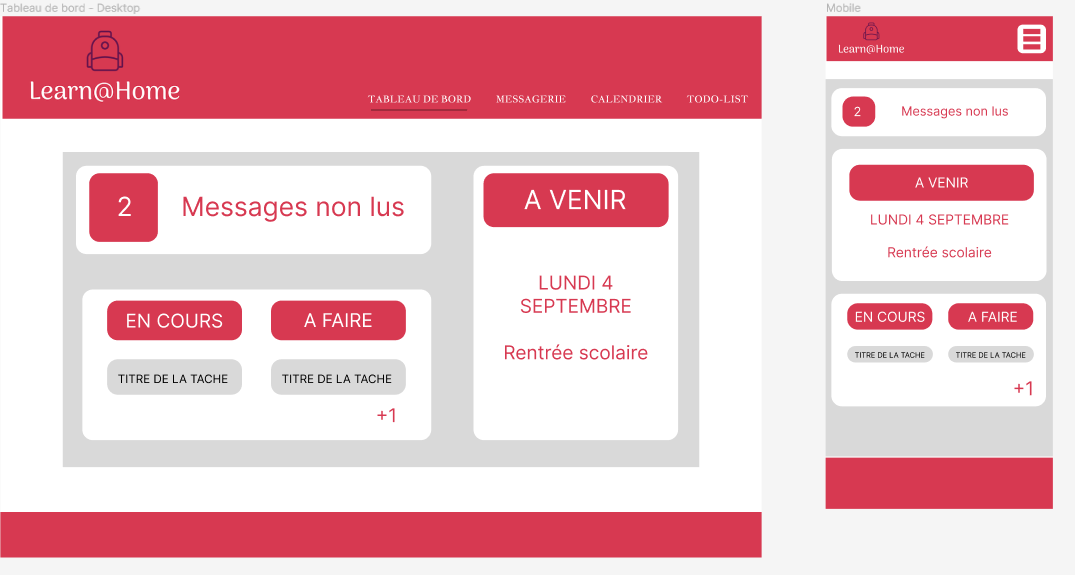 Tableau de bord - Desktop
Learn@Home
TABLEAU DE BORD MESSAGERIE CALENDRIER TODO-LIST
2 Messages non lus
EN COURS A FAIRE
TITRE DE LA TACHE TITRE DE LA TACHE
+1
A VENIR
LUNDI 4
SEPTEMBRE
Rentrée scolaire
Mobile
Learn@Home
2 Messages non lus
A VENIR
LUNDI 4 SEPTEMBRE
Rentrée scolaire
EN COURS A FAIRE
TITRE DE LA TACHE TITRE DE LA TACHE
+1